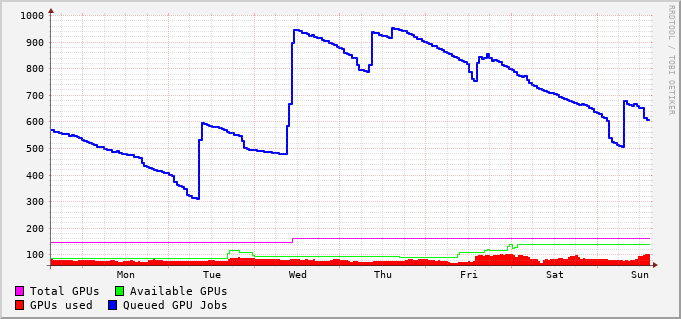 1000
900
800
700
600
500
400
300
200
100
Mon Tue Wed Thu Fri Sat Sun
Total GPUs Available GPUs
GPUs used Queued GPU Jobs
RRDTOOL / TOBI OETIKER